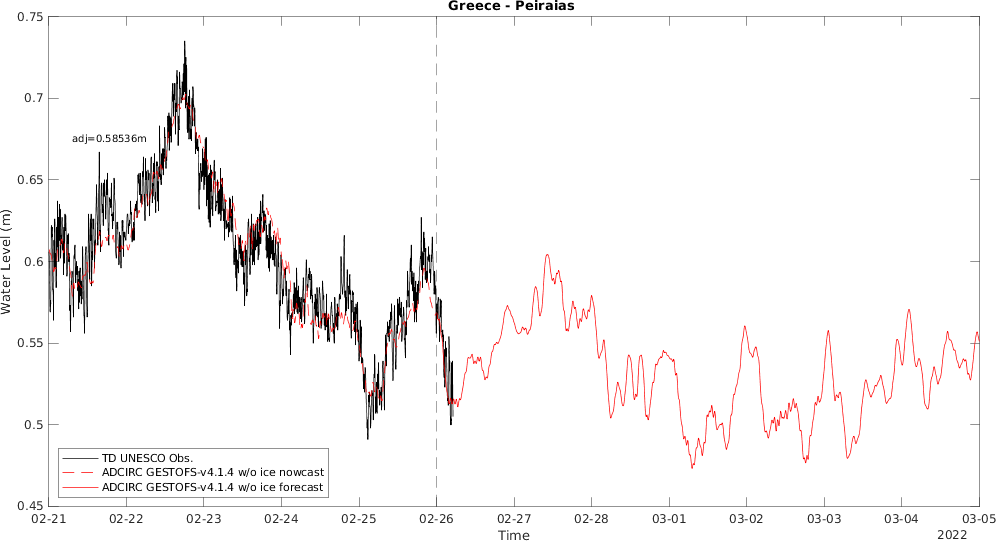 Greece - Peiraias
0.75
0.7
0.65
0.6
0.55
0.5
0.45
Water Level (m)
adj=0.58536m
TD UNESCO Obs.
ADCIRC GESTOFS-v4.1.4 w/o ice nowcast
ADCIRC GESTOFS-v4.1.4 w/o ice forecast
02-21 02-22 02-23 02-24 02-25 02-26 02-27 02-28 03-01 03-02 03-03 03-04 03-05
Time
2022